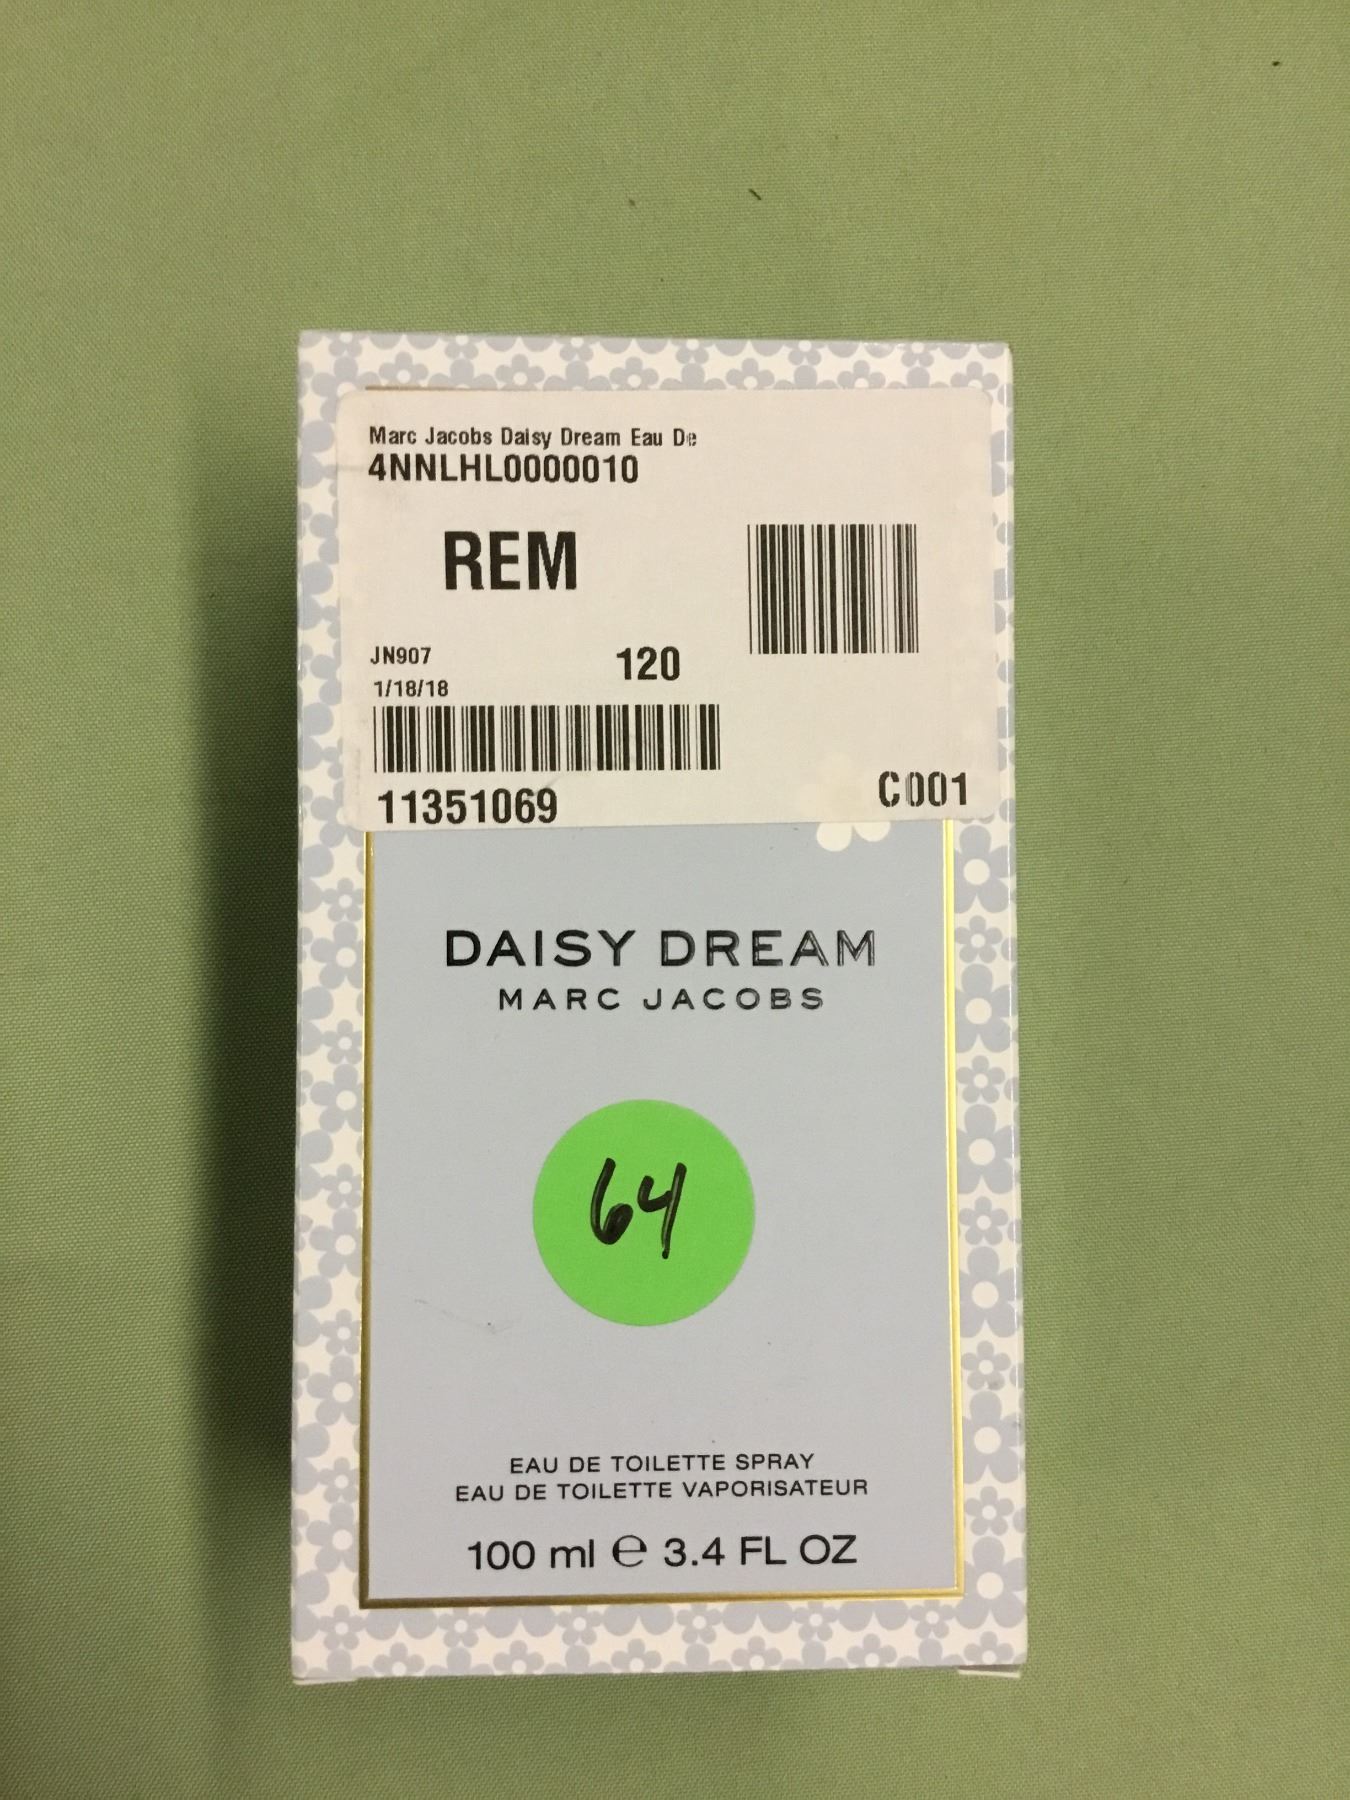 Marc Jacobs Daisy Dream Eau De
4NNLHL0000010
REM
JN907
120
1/18/18
11351069
C001
DAISY DREAM
MARC JACOBS
64
EAU DE TOILETTE SPRAY
EAU DE TOILETTE VAPORISATEUR
100 ml ℮ 3.4 FL OZ